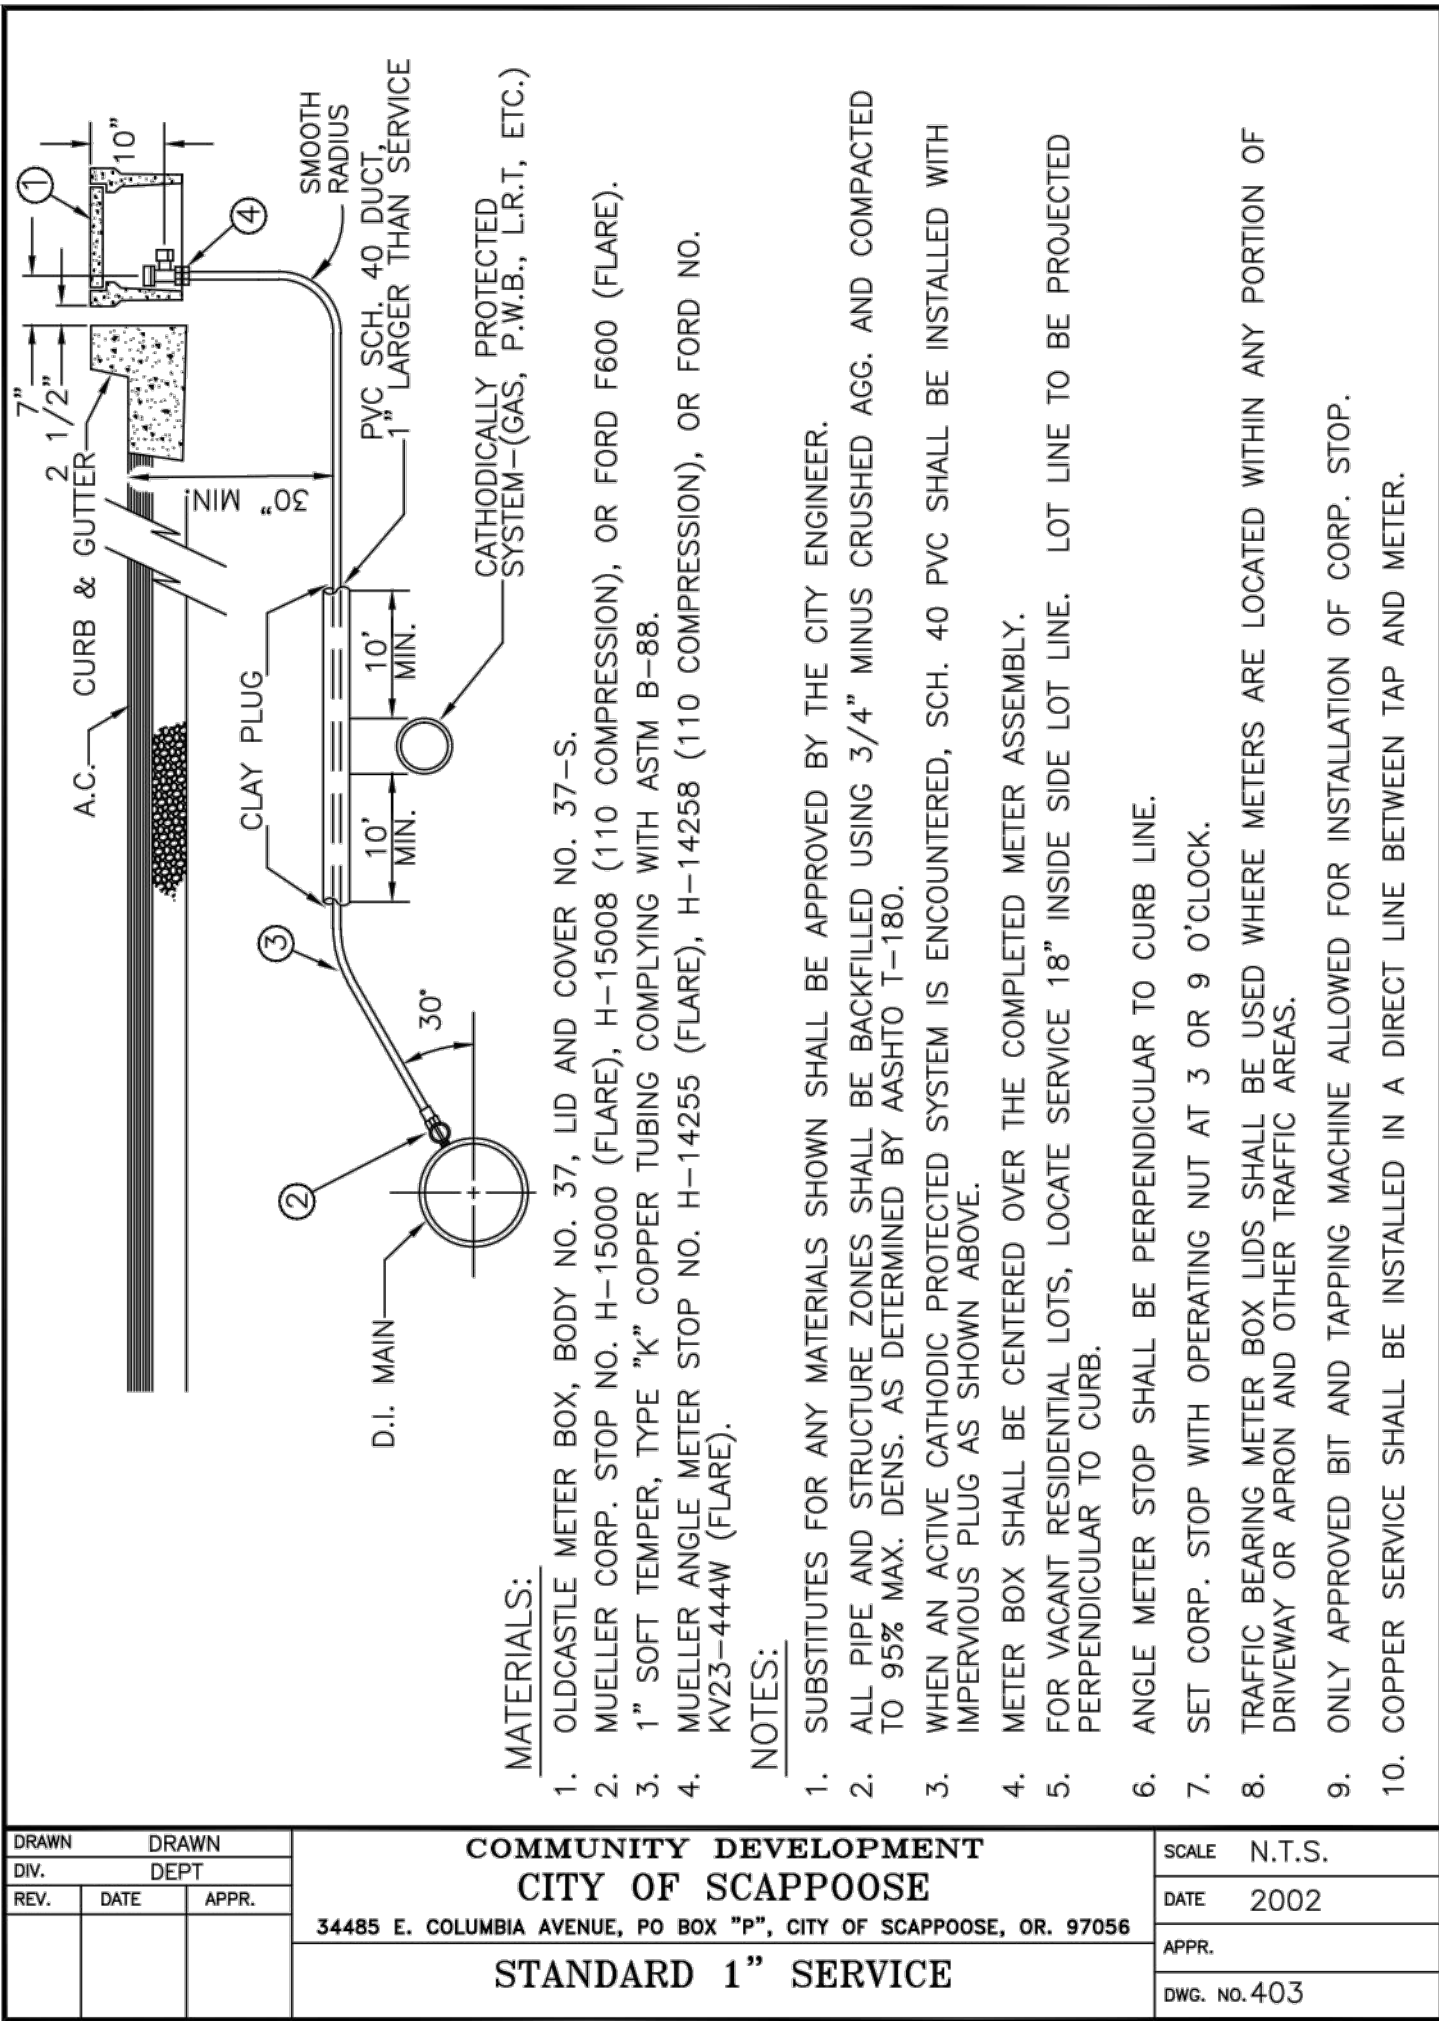 7"
2 1/2"
10"
1
CURB & GUTTER
A.C.
30" MIN.
4
SMOOTH
RADIUS
PVC SCH. 40 DUCT,
1" LARGER THAN SERVICE
CLAY PLUG
3
10'
MIN.
10'
MIN.
CATHODICALLY PROTECTED
SYSTEM-(GAS, P.W.B., L.R.T, ETC.)
2
30°
D.I. MAIN
MATERIALS:
1. OLDCASTLE METER BOX, BODY NO. 37, LID AND COVER NO. 37-S.
2. MUELLER CORP. STOP NO. H-15000 (FLARE), H-15008 (110 COMPRESSION), OR FORD F600 (FLARE).
3. 1" SOFT TEMPER, TYPE "K" COPPER TUBING COMPLYING WITH ASTM B-88.
4. MUELLER ANGLE METER STOP NO. H-14255 (FLARE), H-14258 (110 COMPRESSION), OR FORD NO.
KV23-444W (FLARE).
NOTES:
1. SUBSTITUTES FOR ANY MATERIALS SHOWN SHALL BE APPROVED BY THE CITY ENGINEER.
2. ALL PIPE AND STRUCTURE ZONES SHALL BE BACKFILLED USING 3/4" MINUS CRUSHED AGG. AND COMPACTED
TO 95% MAX. DENS. AS DETERMINED BY AASHTO T-180.
3. WHEN AN ACTIVE CATHODIC PROTECTED SYSTEM IS ENCOUNTERED, SCH. 40 PVC SHALL BE INSTALLED WITH
IMPERVIOUS PLUG AS SHOWN ABOVE.
4. METER BOX SHALL BE CENTERED OVER THE COMPLETED METER ASSEMBLY.
5. FOR VACANT RESIDENTIAL LOTS, LOCATE SERVICE 18" INSIDE SIDE LOT LINE. LOT LINE TO BE PROJECTED
PERPENDICULAR TO CURB.
6. ANGLE METER STOP SHALL BE PERPENDICULAR TO CURB LINE.
7. SET CORP. STOP WITH OPERATING NUT AT 3 OR 9 O'CLOCK.
8. TRAFFIC BEARING METER BOX LIDS SHALL BE USED WHERE METERS ARE LOCATED WITHIN ANY PORTION OF
DRIVEWAY OR APRON AND OTHER TRAFFIC AREAS.
9. ONLY APPROVED BIT AND TAPPING MACHINE ALLOWED FOR INSTALLATION OF CORP. STOP.
10. COPPER SERVICE SHALL BE INSTALLED IN A DIRECT LINE BETWEEN TAP AND METER.
DRAWN DRAWN
DIV. DEPT
REV. DATE APPR.
COMMUNITY DEVELOPMENT
CITY OF SCAPPOOSE
34485 E. COLUMBIA AVENUE, PO BOX "P", CITY OF SCAPPOOSE, OR. 97056
STANDARD 1" SERVICE
SCALE N.T.S.
DATE 2002
APPR.
DWG. NO. 403